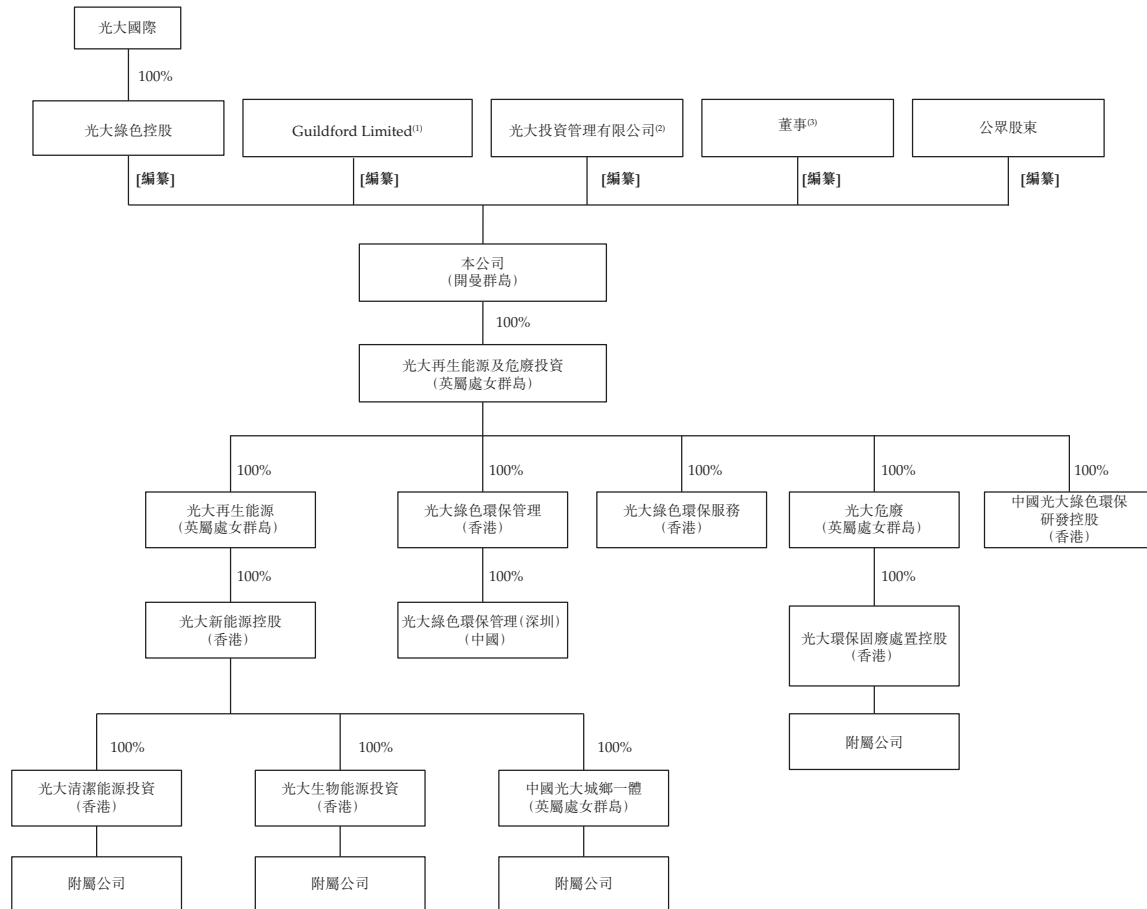 光大國際
100%
光大綠色控股
Guildford Limited(1)
光大投資管理有限公司(2)
董事(3)
公眾股東
[編纂]
[編纂]
[編纂]
[編纂]
[編纂]
本公司
(開曼群島)
100%
光大再生能源及危廢投資
(英屬處女群島)
100%
100%
100%
100%
100%
光大再生能源
(英屬處女群島)
光大綠色環保管理
(香港)
光大綠色環保服務
(香港)
光大危廢
(英屬處女群島)
中國光大綠色環保
研發控股
(香港)
100%
100%
100%
光大新能源控股
(香港)
光大綠色環保管理(深圳)
(中國)
光大環保固廢處置控股
(香港)
附屬公司
100%
100%
100%
光大清潔能源投資
(香港)
光大生物能源投資
(香港)
中國光大城鄉一體
(英屬處女群島)
附屬公司
附屬公司
附屬公司